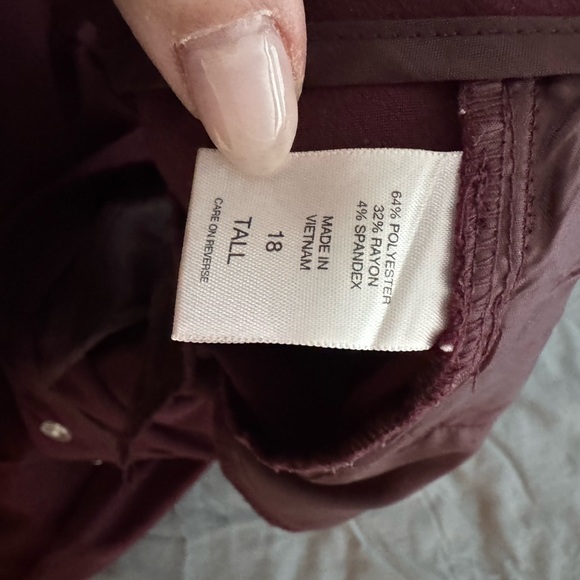 64% POLYESTER
32% RAYON
4% SPANDEX
MADE IN
VIETNAM
18
TALL
CARE ON REVERSE